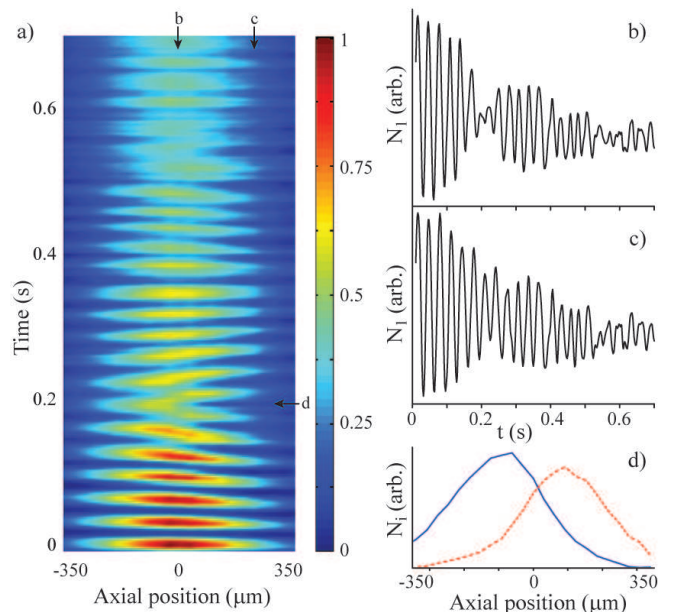 a)
b
c
d
Time (s)
0.6
0.4
0.2
0
-350
0
350
Axial position (μm)
1
0.75
0.5
0.25
0
b)
N1 (arb.)
c)
N1 (arb.)
0
0.2
0.4
0.6
t (s)
d)
Ni (arb.)
-350
0
350
Axial position (μm)